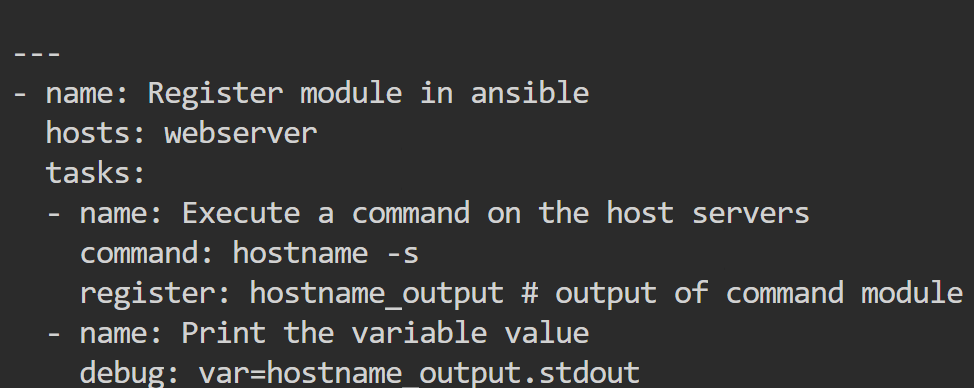 ---
- name: Register module in ansible
  hosts: webserver
  tasks:
  - name: Execute a command on the host servers
    command: hostname -s
    register: hostname_output # output of command module
  - name: Print the variable value
    debug: var=hostname_output.stdout